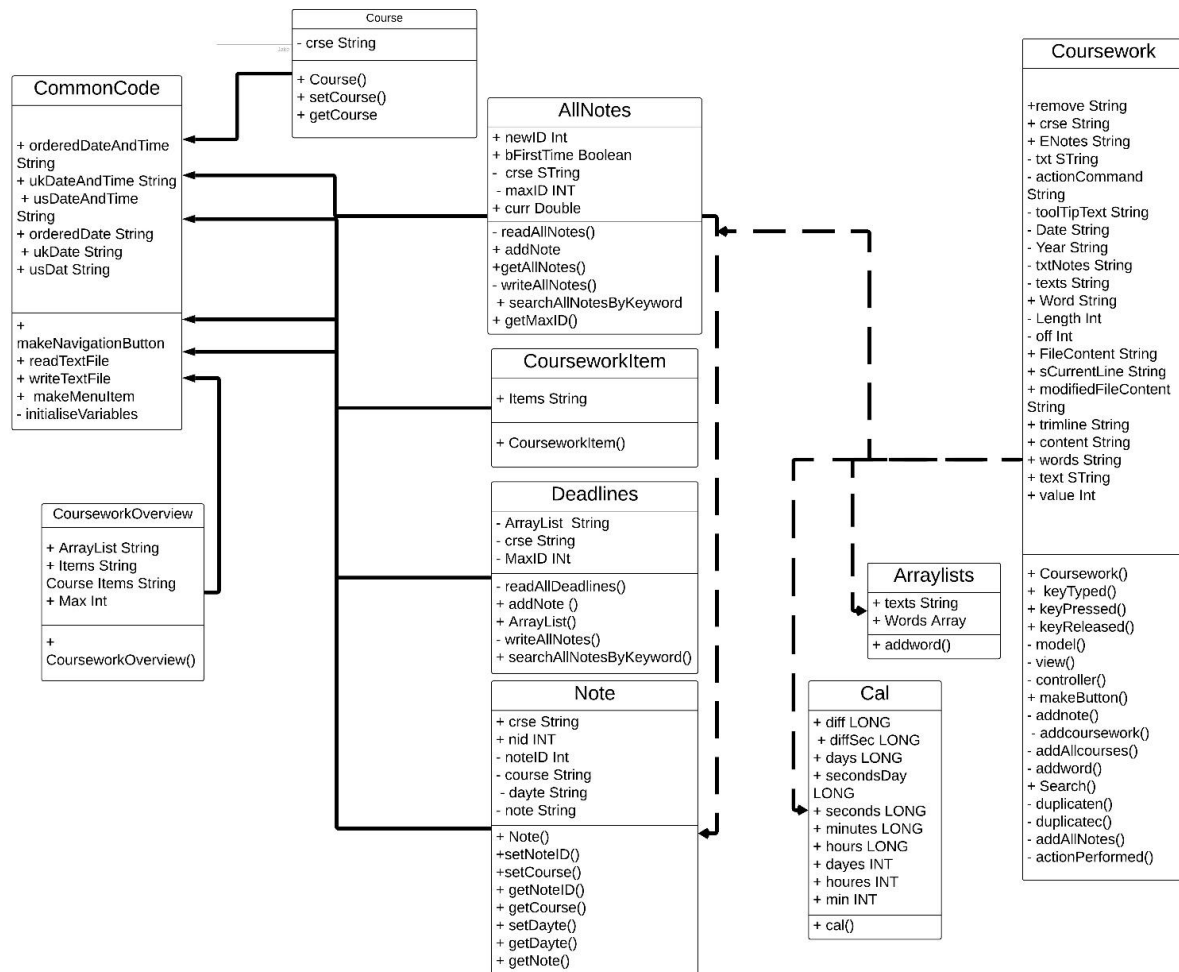 Course
- crse String
+ Course()
+ setCourse()
+ getCourse
CommonCode
+ orderedDateAndTime
String
+ ukDateAndTime String
+ usDateAndTime
String
+ orderedDate String
+ ukDate String
+ usDat String
+
makeNavigationButton
+ readTextFile
+ writeTextFile
+ makeMenuItem
- initialiseVariables
CourseworkOverview
+ ArrayList String
+ Items String
Course Items String
+ Max Int
+
CourseworkOverview()
AllNotes
+ newID Int
+ bFirstTime Boolean
- crse STring
- maxID INT
+ curr Double
- readAllNotes()
+ addNote
+getAllNotes()
- writeAllNotes()
+ searchAllNotesByKeyword
+ getMaxID()
CourseworkItem
+ Items String
+ CourseworkItem()
Deadlines
- ArrayList String
- crse String
- MaxID INt
- readAllDeadlines()
+ addNote ()
+ ArrayList()
- writeAllNotes()
+ searchAllNotesByKeyword()
Note
+ crse String
+ nid INT
- noteID Int
- course String
- dayte String
- note String
+ Note()
+setNoteID()
+setCourse()
+ getNoteID()
+ getCourse()
+ setDayte()
+ getDayte()
+ getNote()
Arraylists
+ texts String
+ Words Array
+ addword()
Cal
+ diff LONG
+ diffSec LONG
+ days LONG
+ secondsDay
LONG
+ seconds LONG
+ minutes LONG
+ hours LONG
+ dayes INT
+ houres INT
+ min INT
+ cal()
Coursework
+remove String
+ crse String
+ ENotes String
- txt STring
- actionCommand
String
- toolTipText String
- Date String
- Year String
- txtNotes String
- texts String
+ Word String
- Length Int
- off Int
+ FileContent String
+ sCurrentLine String
+ modifiedFileContent
String
+ trimline String
+ content String
+ words String
+ text STring
+ value Int
+ Coursework()
+ keyTyped()
+ keyPressed()
+ keyReleased()
- model()
- view()
- controller()
+ makeButton()
- addnote()
- addcoursework()
- addAllcourses()
- addword()
+ Search()
- duplicaten()
- duplicatec()
- addAllNotes()
- actionPerformed()